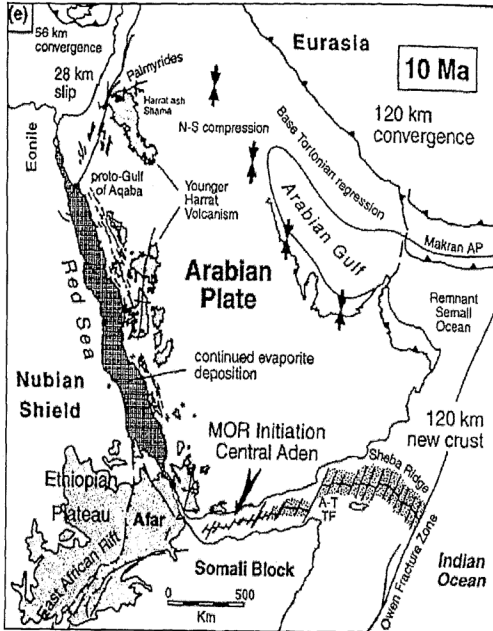 (e)
56 km
convergence
Eurasia
10 Ma
28 km
slip
Palmyrides
Harrat ash
Shama
120 km
convergence
N-S compression
Base Tortonian regression
Eonile
proto-Gulf
of Aqaba
Younger
Harrat
Volcanism
Arabian Gulf
Makran AP
Arabian
Plate
Remnant
Semail
Ocean
Red Sea
continued evaporite
deposition
Nubian
Shield
120 km
new crust
MOR Initiation
Central Aden
Sheba Ridge
Ethiopian
Plateau
Afar
A-T
TF
East African Rift
Somali Block
Owen Fracture Zone
Indian
Ocean
0 500
Km